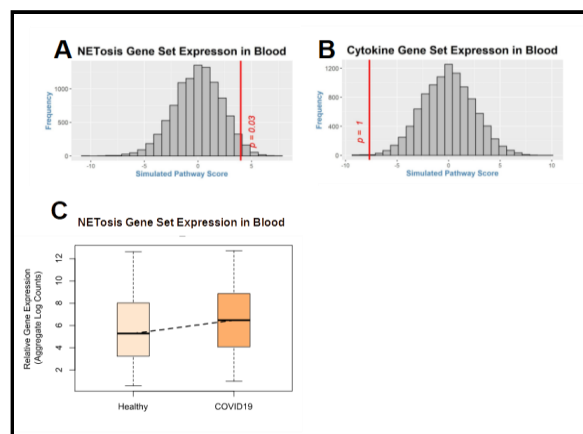 A
NETosis Gene Set Expresson in Blood
Frequency
1000
500
0
-10
-5
0
5
p = 0.03
Simulated Pathway Score
B
Cytokine Gene Set Expresson in Blood
Frequency
1200
800
400
0
-10
-5
0
5
10
p = 1
Simulated Pathway Score
C
NETosis Gene Set Expression in Blood
Relative Gene Expression
(Aggregate Log Counts)
12
10
8
6
4
2
Healthy
COVID19